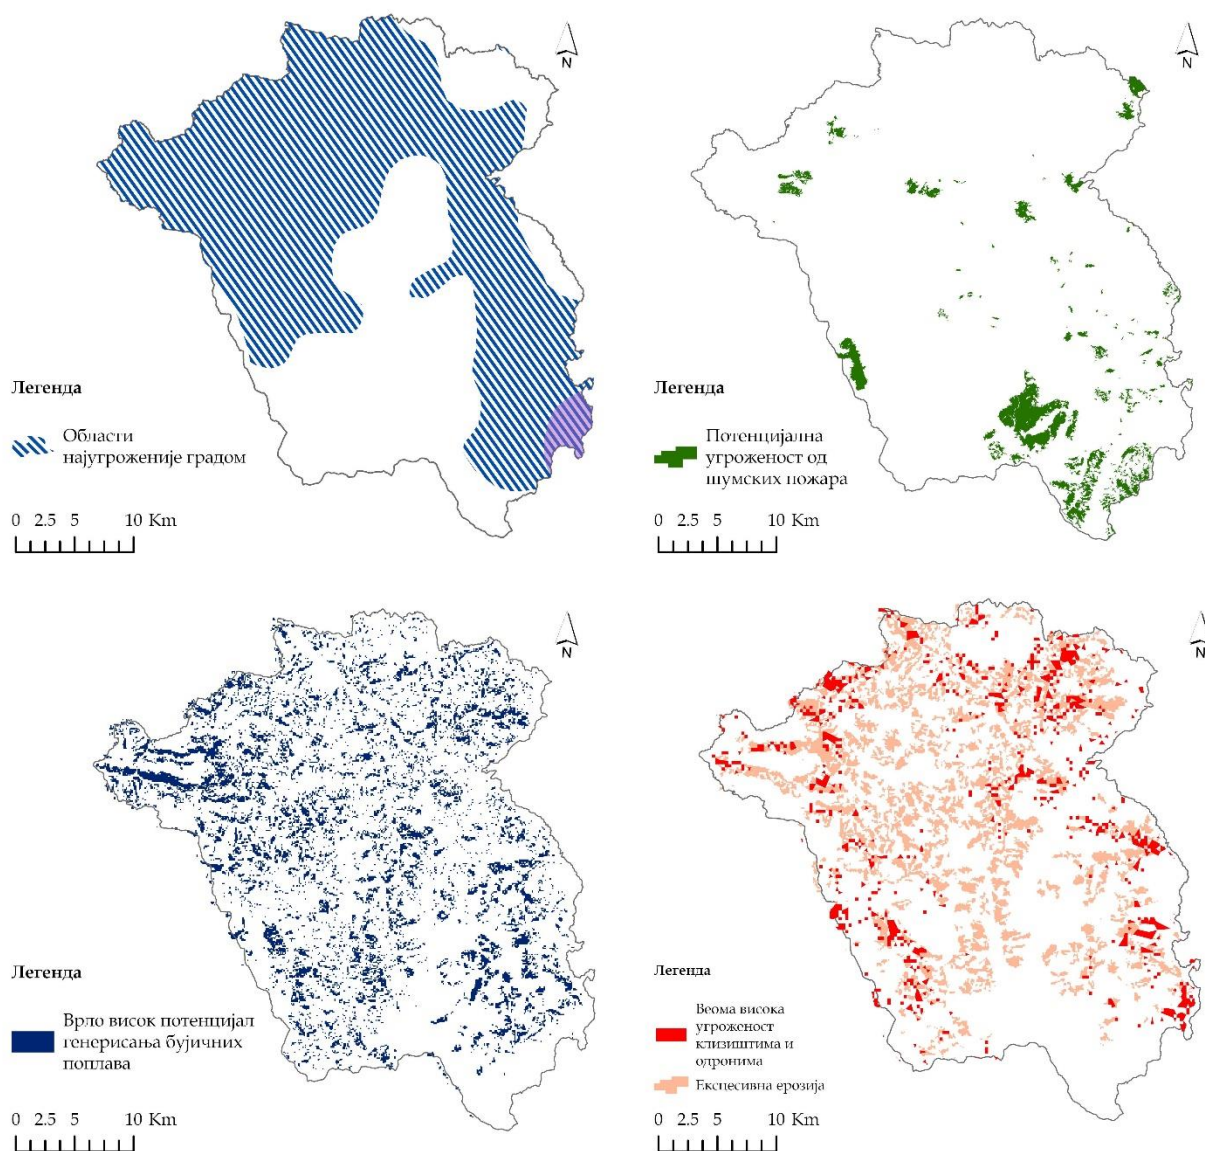 N
Легенда
Области
најугроженије градом
0 2.5 5 10 Km
N
Легенда
Потенцијална
угроженост од
шумских пожара
0 2.5 5 10 Km
N
Легенда
Врло висок потенцијал
генерисања бујичних
поплава
0 2.5 5 10 Km
N
Легенда
Веома висока
угроженост
клизиштима и
одронима
Ексцесивна ерозија
0 2.5 5 10 Km